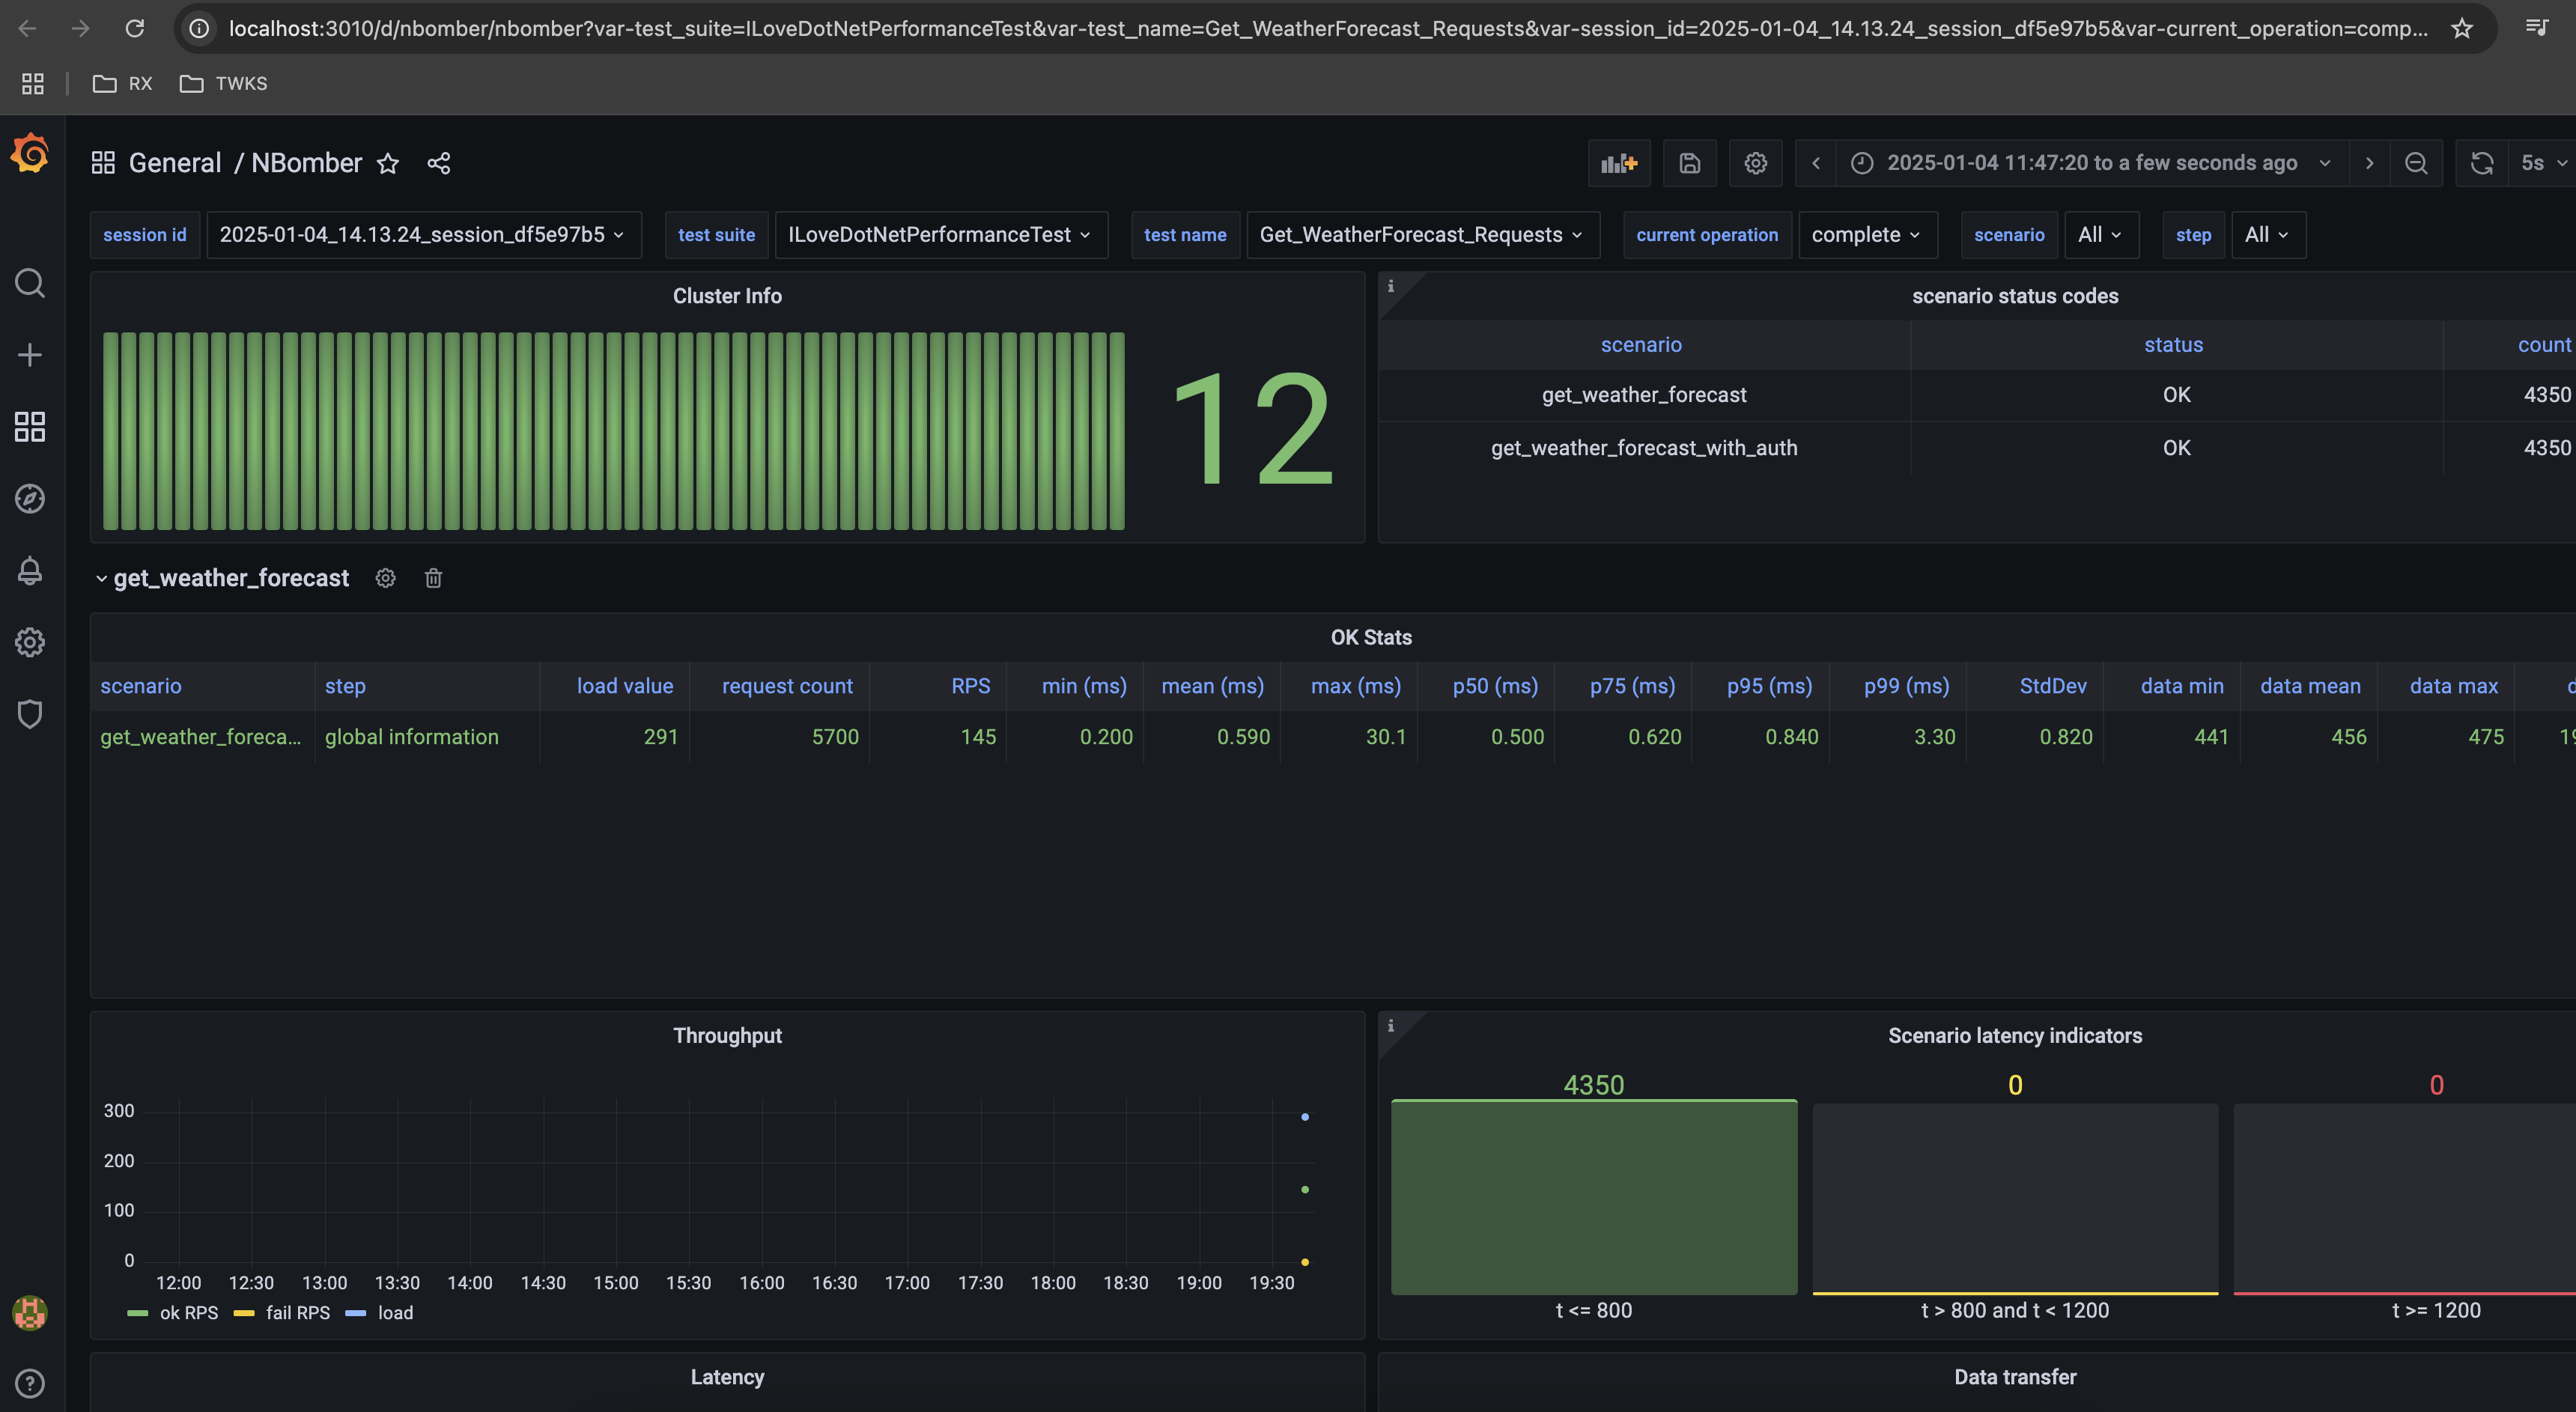 localhost:3010/d/nbomber/nbomber?var-test_suite=ILoveDotNetPerformanceTest&var-test_name=Get_WeatherForecast_Requests&var-session_id=2025-01-04_14.13.24_session_df5e97b5&var-current_operation=comp...
RX TWKS
General / NBomber 2025-01-04 11:47:20 to a few seconds ago 5s
session id 2025-01-04_14.13.24_session_df5e97b5 test suite ILoveDotNetPerformanceTest test name Get_WeatherForecast_Requests current operation complete scenario All step All
Cluster Info
12
scenario status codes
scenario status count
get_weather_forecast OK 4350
get_weather_forecast_with_auth OK 4350
get_weather_forecast
OK Stats
scenario step load value request count RPS min (ms) mean (ms) max (ms) p50 (ms) p75 (ms) p95 (ms) p99 (ms) StdDev data min data mean data max
get_weather_foreca... global information 291 5700 145 0.200 0.590 30.1 0.500 0.620 0.840 3.30 0.820 441 456 475
Throughput
300
200
100
0
12:00 12:30 13:00 13:30 14:00 14:30 15:00 15:30 16:00 16:30 17:00 17:30 18:00 18:30 19:00 19:30
ok RPS fail RPS load
Scenario latency indicators
4350 0 0
t <= 800 t > 800 and t < 1200 t >= 1200
Latency
Data transfer